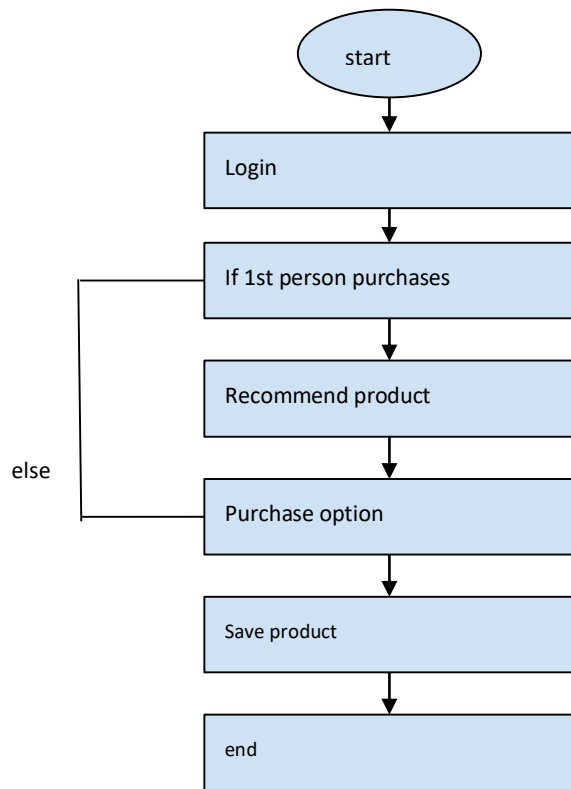 start
Login
If 1st person purchases
Recommend product
else
Purchase option
Save product
end